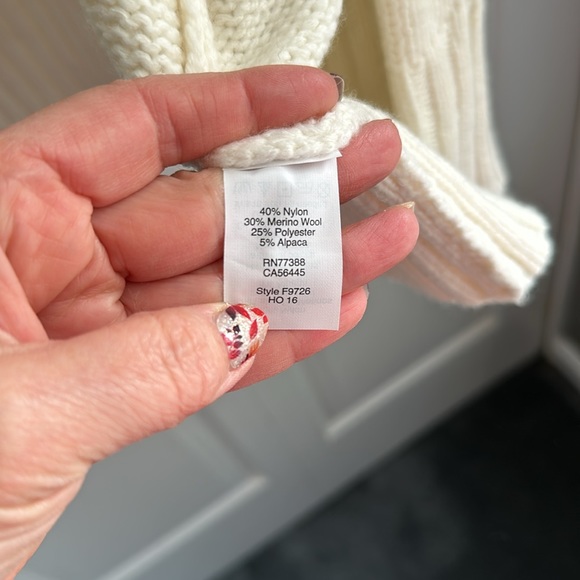 40% Nylon
30% Merino Wool
25% Polyester
5% Alpaca
RN77388
CA56445
Style F9726
HO 16